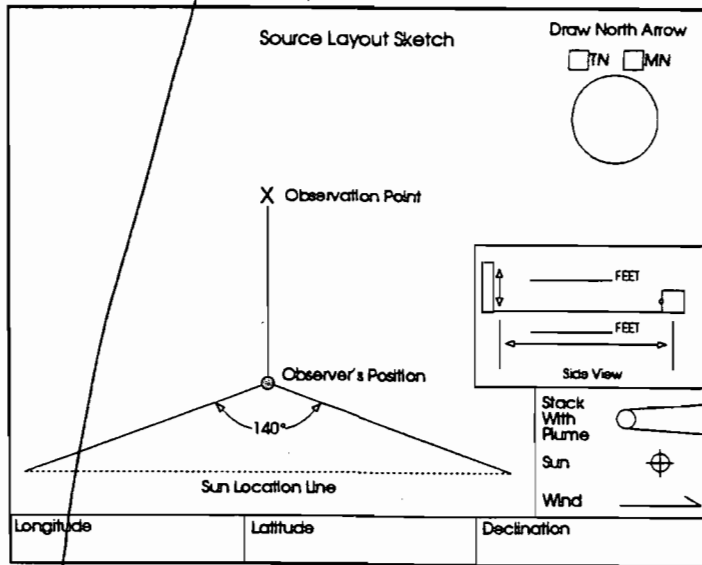 Source Layout Sketch
Draw North Arrow
TN MN
X Observation Point
FEET
FEET
Side View
Observer's Position
140°
Sun Location Line
Stack
With
Plume
Sun
Wind
Longitude
Latitude
Declination